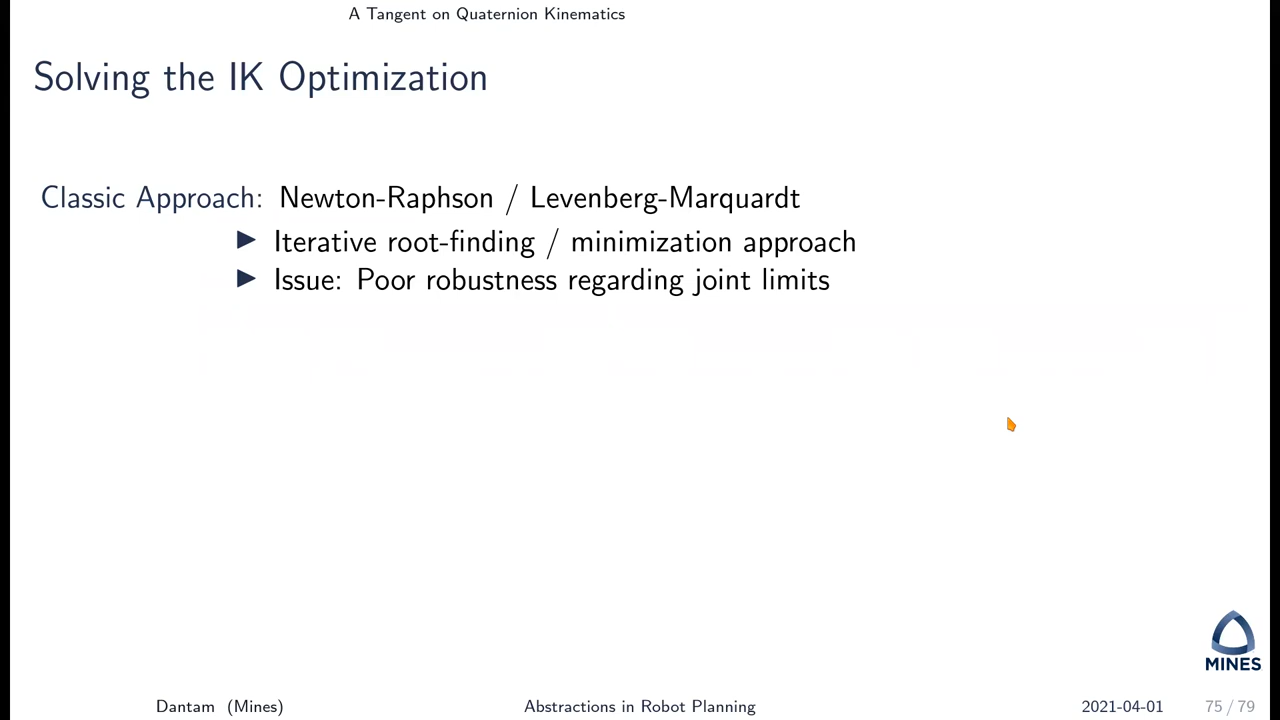 A Tangent on Quaternion Kinematics
Solving the IK Optimization
Classic Approach: Newton-Raphson / Levenberg-Marquardt
▶ Iterative root-finding / minimization approach
▶ Issue: Poor robustness regarding joint limits
MINES
Dantam (Mines) Abstractions in Robot Planning 2021-04-01 75 / 79